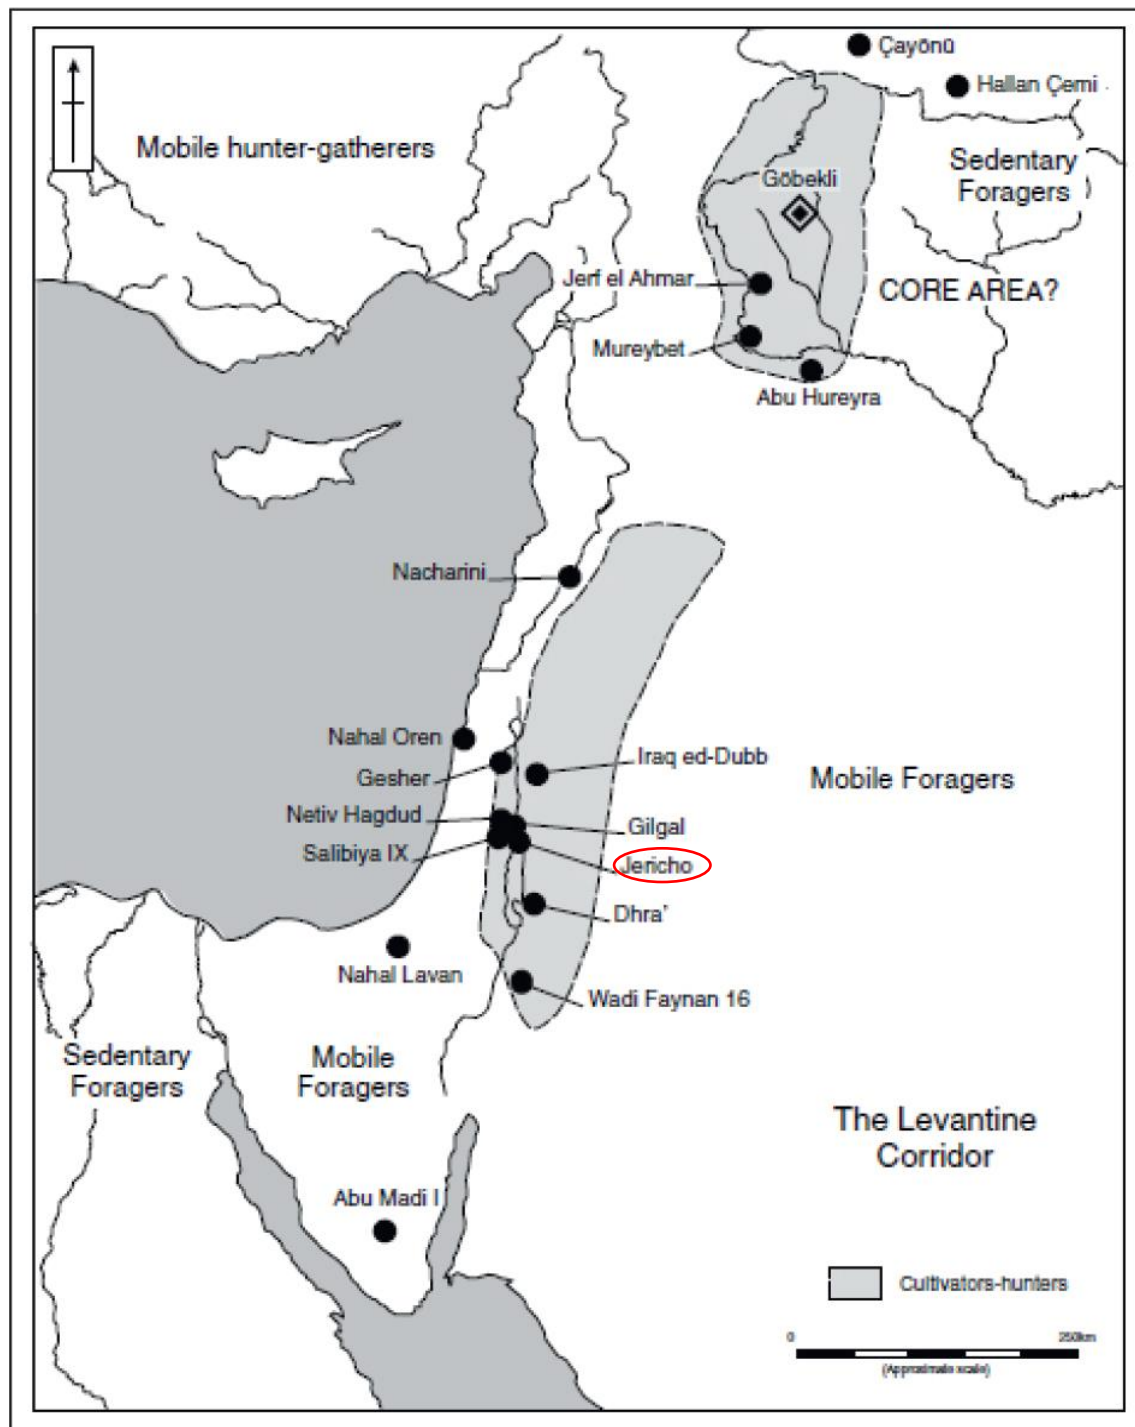 Çayönü
Hallan Çemi
Mobile hunter-gatherers
Sedentary
Foragers
Göbekli
Jerf el Ahmar
CORE AREA?
Mureybet
Abu Hureyra
Nacharini
Nahal Oren
Iraq ed-Dubb
Gesher
Mobile Foragers
Netiv Hagdud
Gilgal
Salibiya IX
Jericho
Dhra'
Nahal Lavan
Wadi Faynan 16
Sedentary
Foragers
Mobile
Foragers
The Levantine
Corridor
Abu Madi I
Cultivators-hunters
0
250km
(Approximate scale)